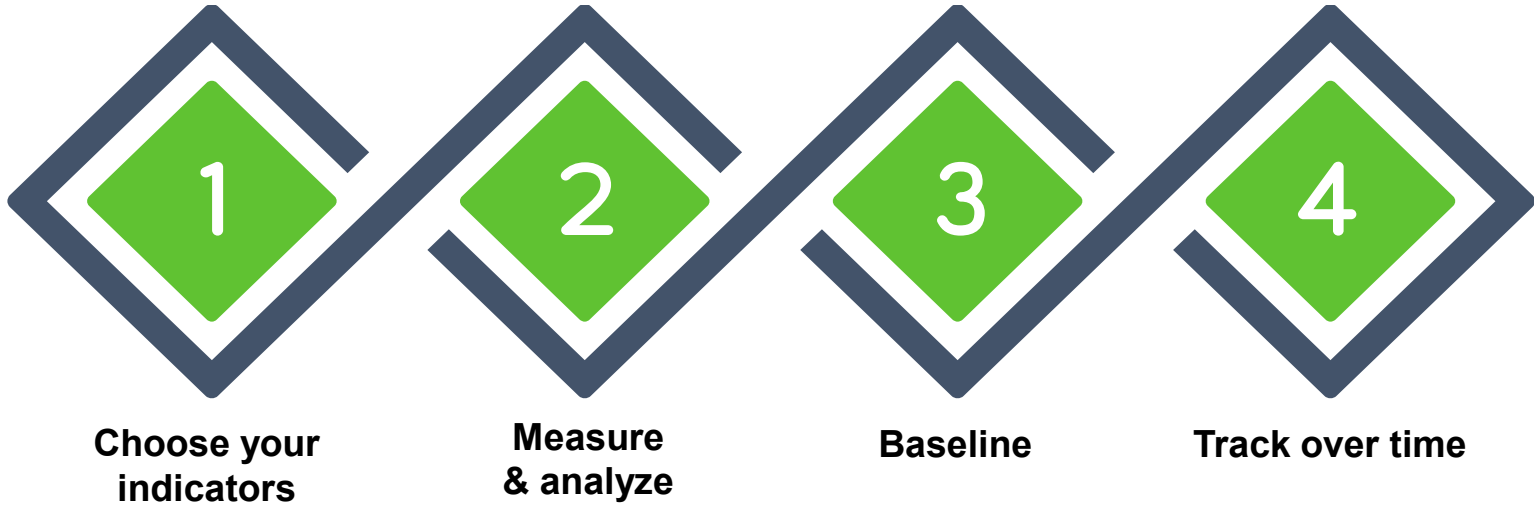 1
2
3
4
Choose your
indicators
Measure
& analyze
Baseline
Track over time